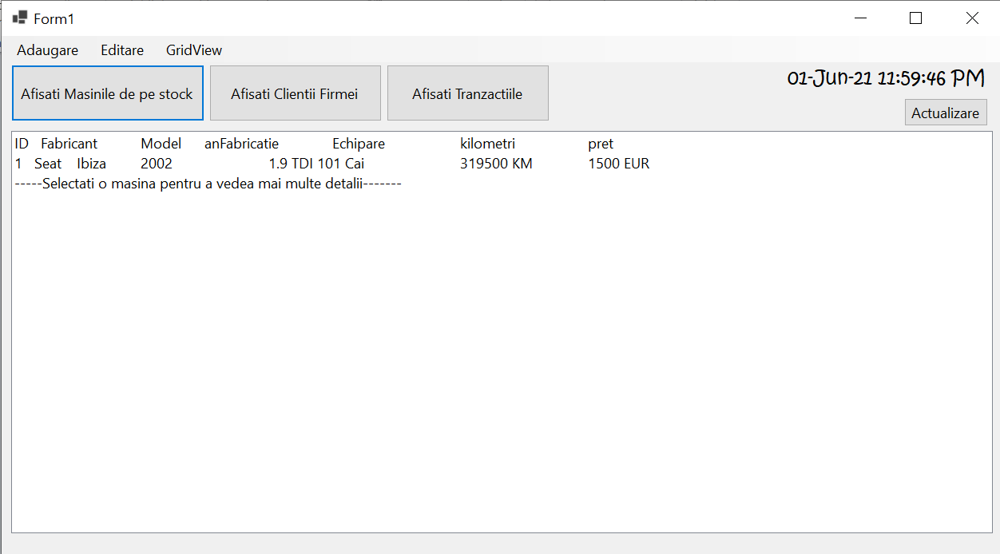 Form1
Adaugare Editare GridView
Afisati Masinile de pe stock Afisati Clientii Firmei Afisati Tranzactiile
01-Jun-21 11:59:46 PM
Actualizare
ID Fabricant Model anFabricatie Echipare kilometri pret
1 Seat Ibiza 2002 1.9 TDI 101 Cai 319500 KM 1500 EUR
-----Selectati o masina pentru a vedea mai multe detalii-------